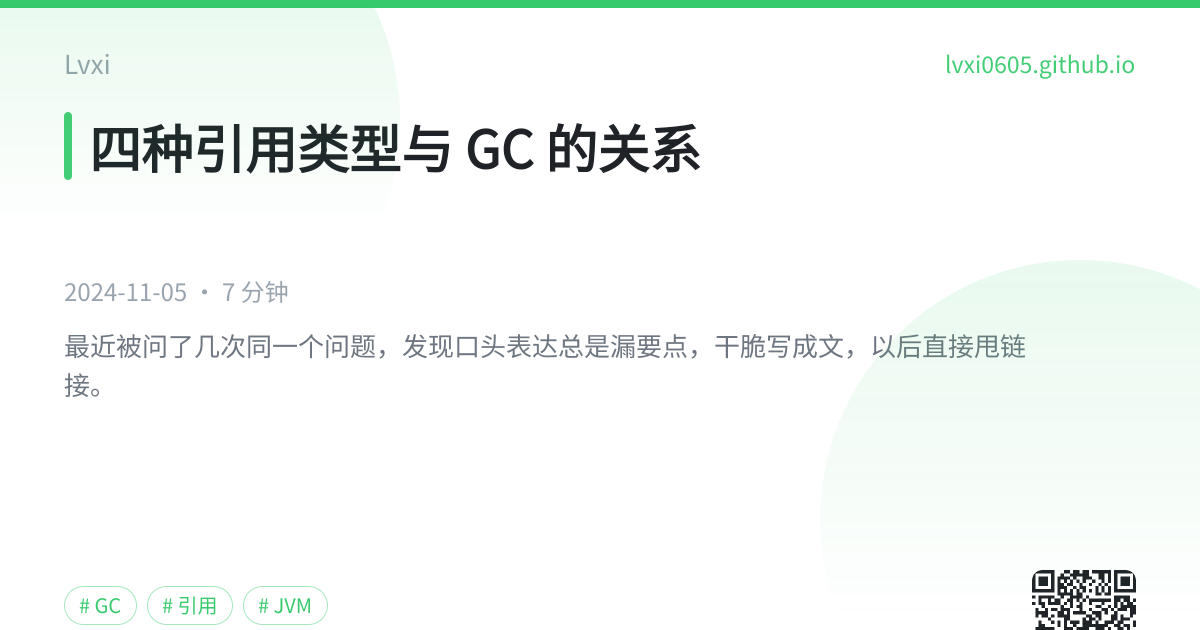 Lvxi
lvxi0605.github.io
四种引用类型与 GC 的关系
2024-11-05 · 7 分钟
最近被问了几次同一个问题，发现口头表达总是漏要点，干脆写成文，以后直接甩链
接。
# GC
# 引用
# JVM